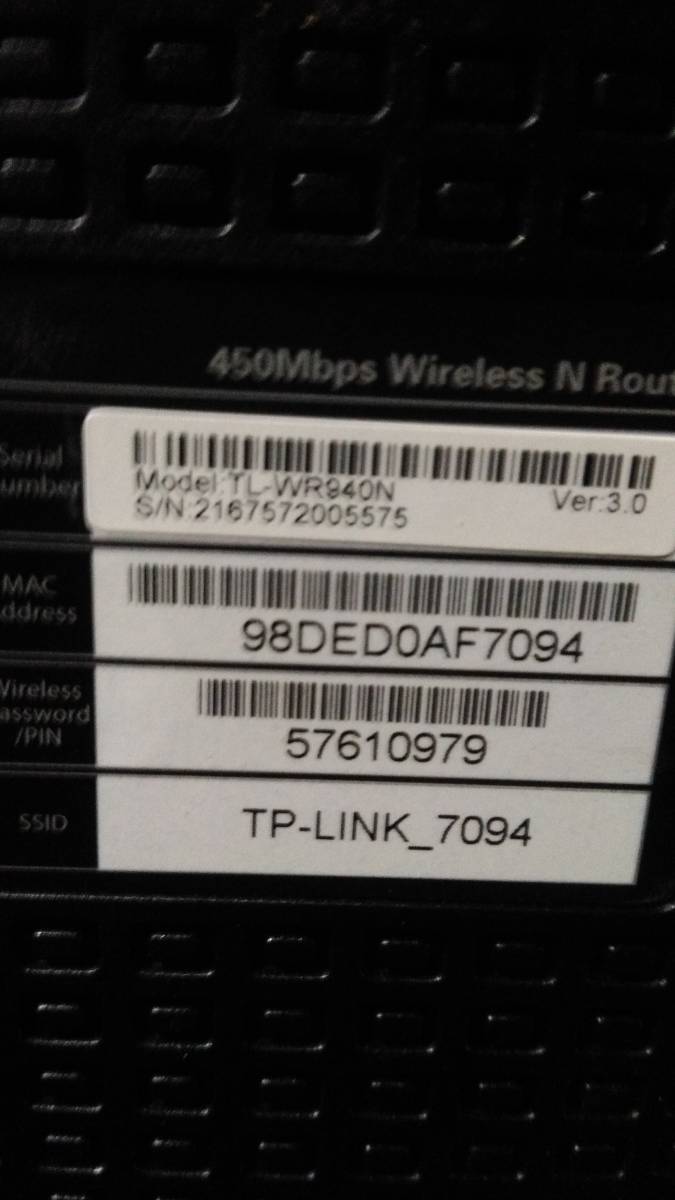 450Mbps Wireless N Rout
Serial
umber
Model:TL-WR940N
Ver:3.0
S/N:2167572005575
MAC
ddress
98DED0AF7094
Wireless
assword
/PIN
57610979
SSID
TP-LINK_7094